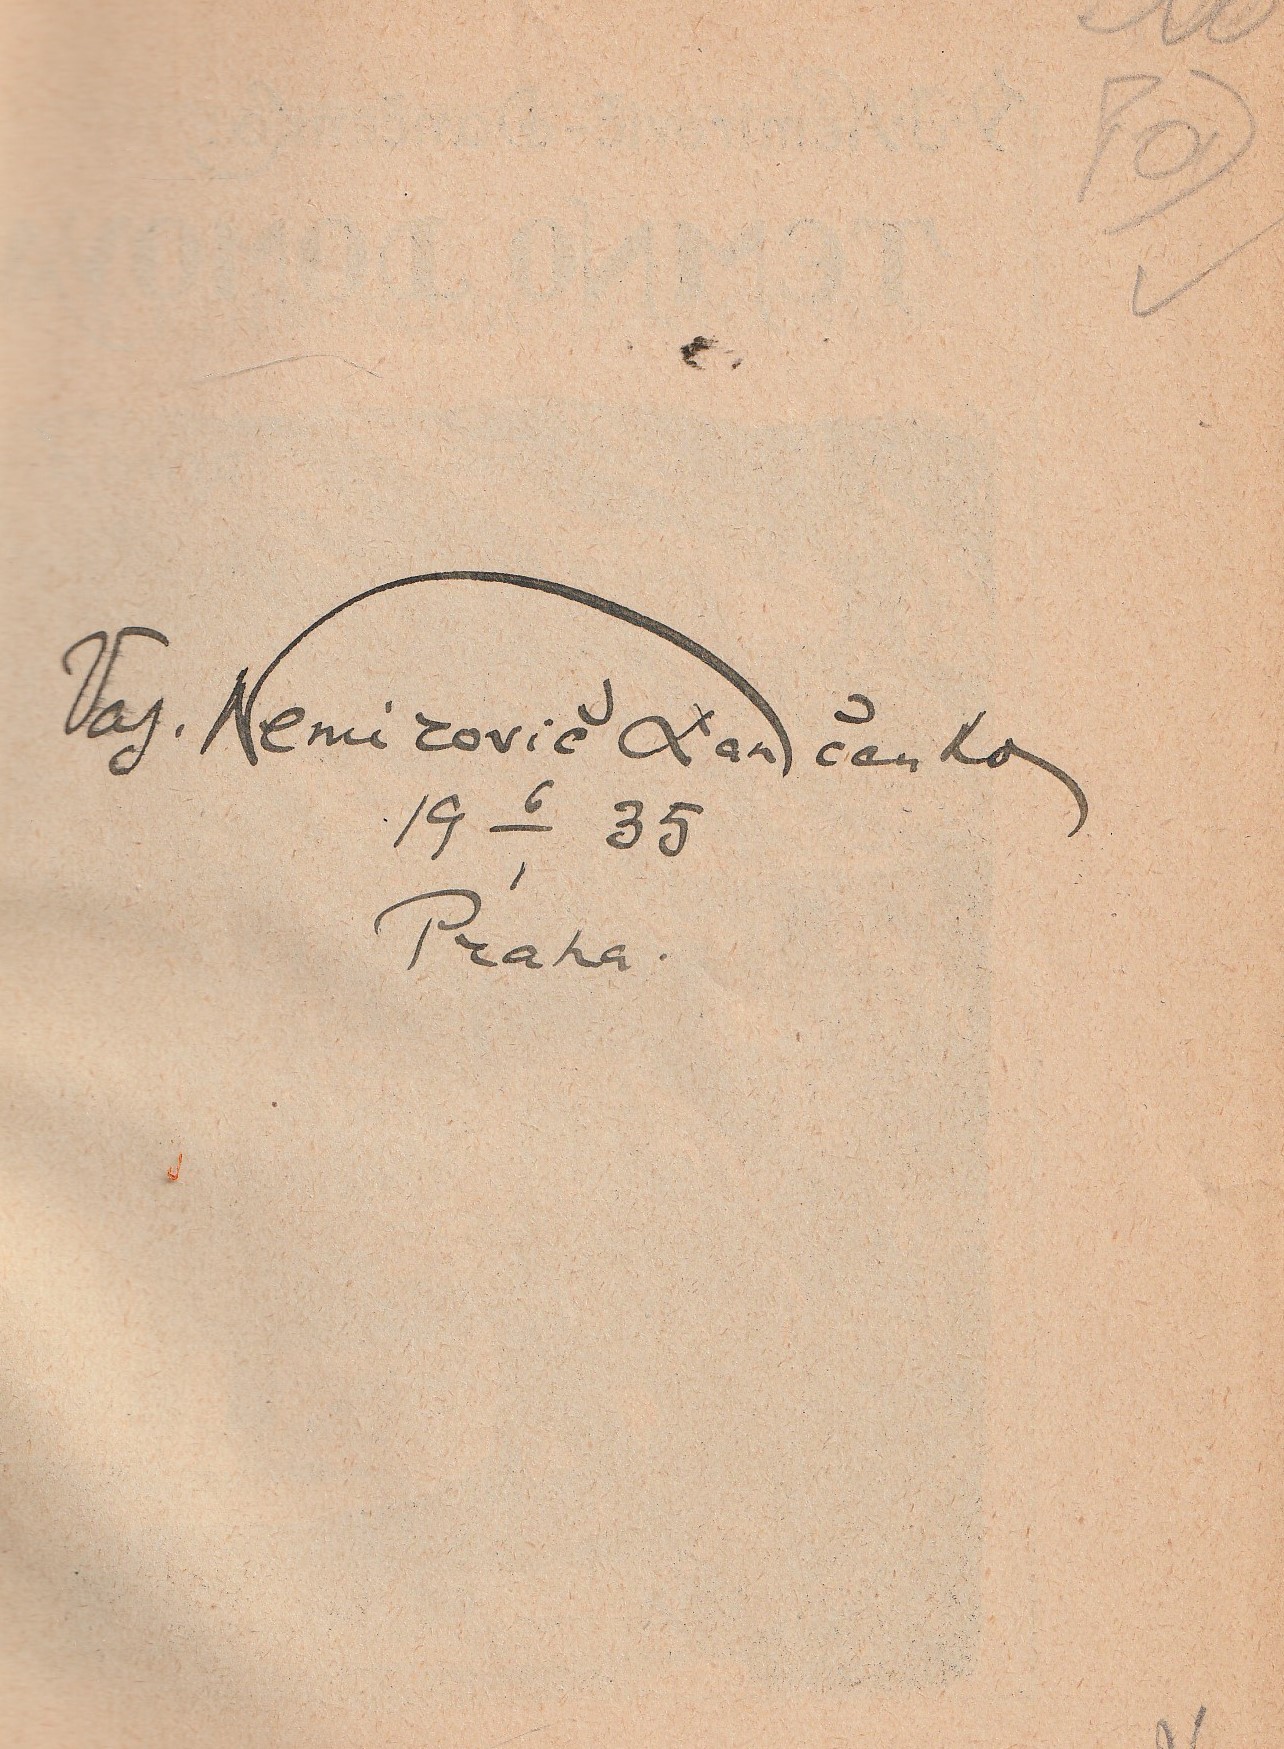 Vas. Nemirovič Dančenko
19 6/1 35
Praha.